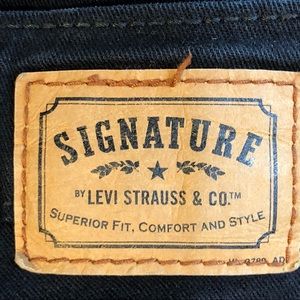 SIGNATURE
BY LEVI STRAUSS & CO.™
SUPERIOR FIT, COMFORT AND STYLE